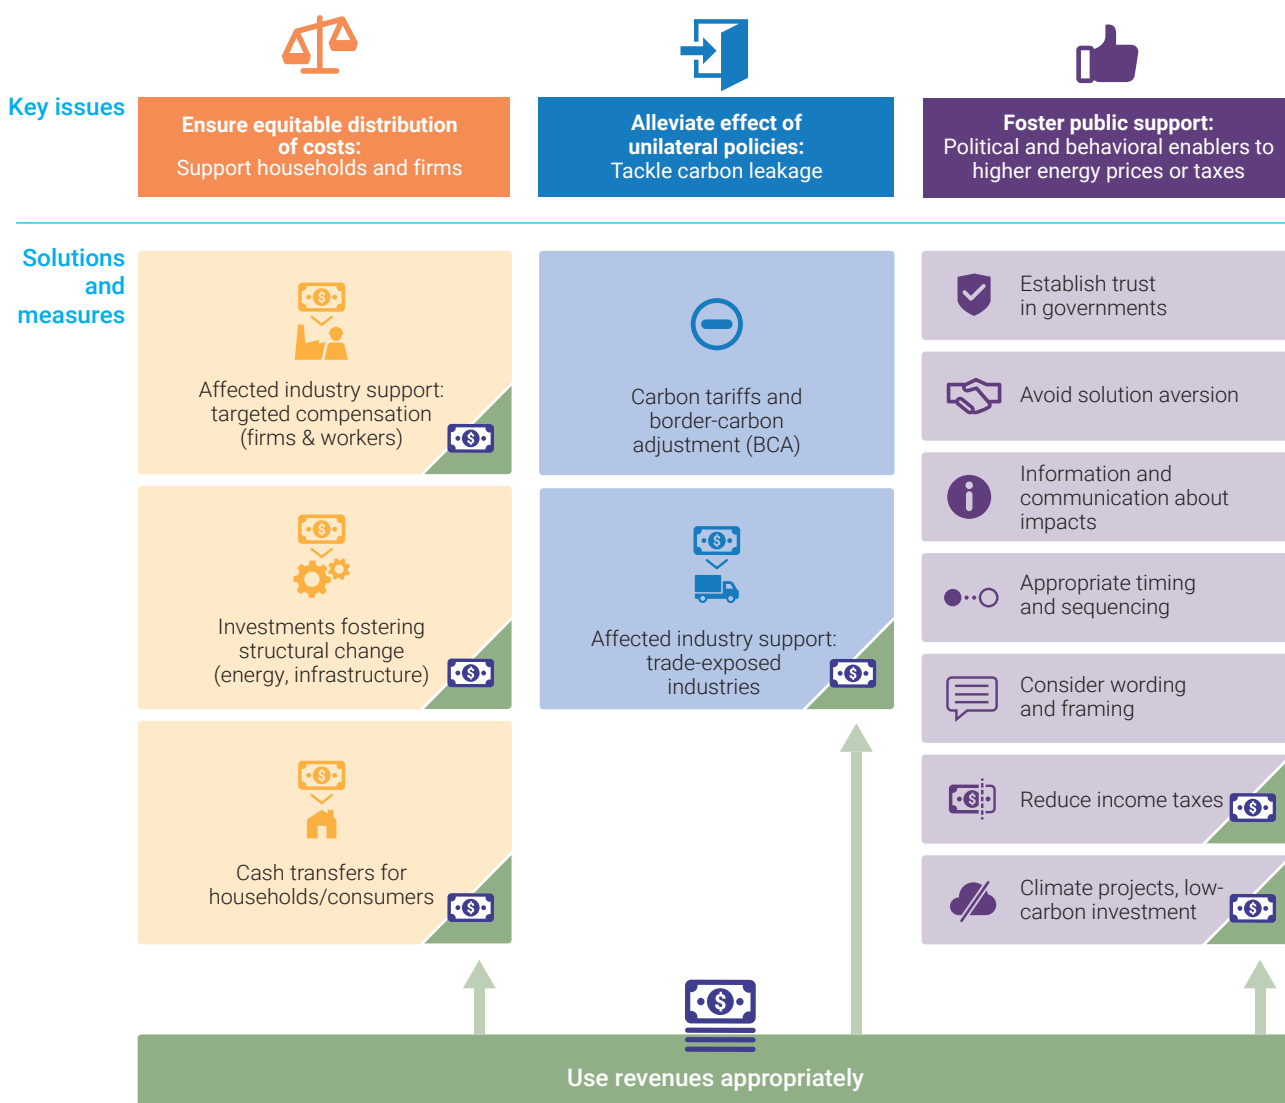 Key issues
Ensure equitable distribution
of costs:
Support households and firms
Alleviate effect of
unilateral policies:
Tackle carbon leakage
Foster public support:
Political and behavioral enablers to
higher energy prices or taxes
Solutions
and
measures
Affected industry support:
targeted compensation
(firms & workers)
Investments fostering
structural change
(energy, infrastructure)
Cash transfers for
households/consumers
Carbon tariffs and
border-carbon
adjustment (BCA)
Affected industry support:
trade-exposed
industries
Establish trust
in governments
Avoid solution aversion
Information and
communication about
impacts
Appropriate timing
and sequencing
Consider wording
and framing
Reduce income taxes
Climate projects, low-
carbon investment
Use revenues appropriately